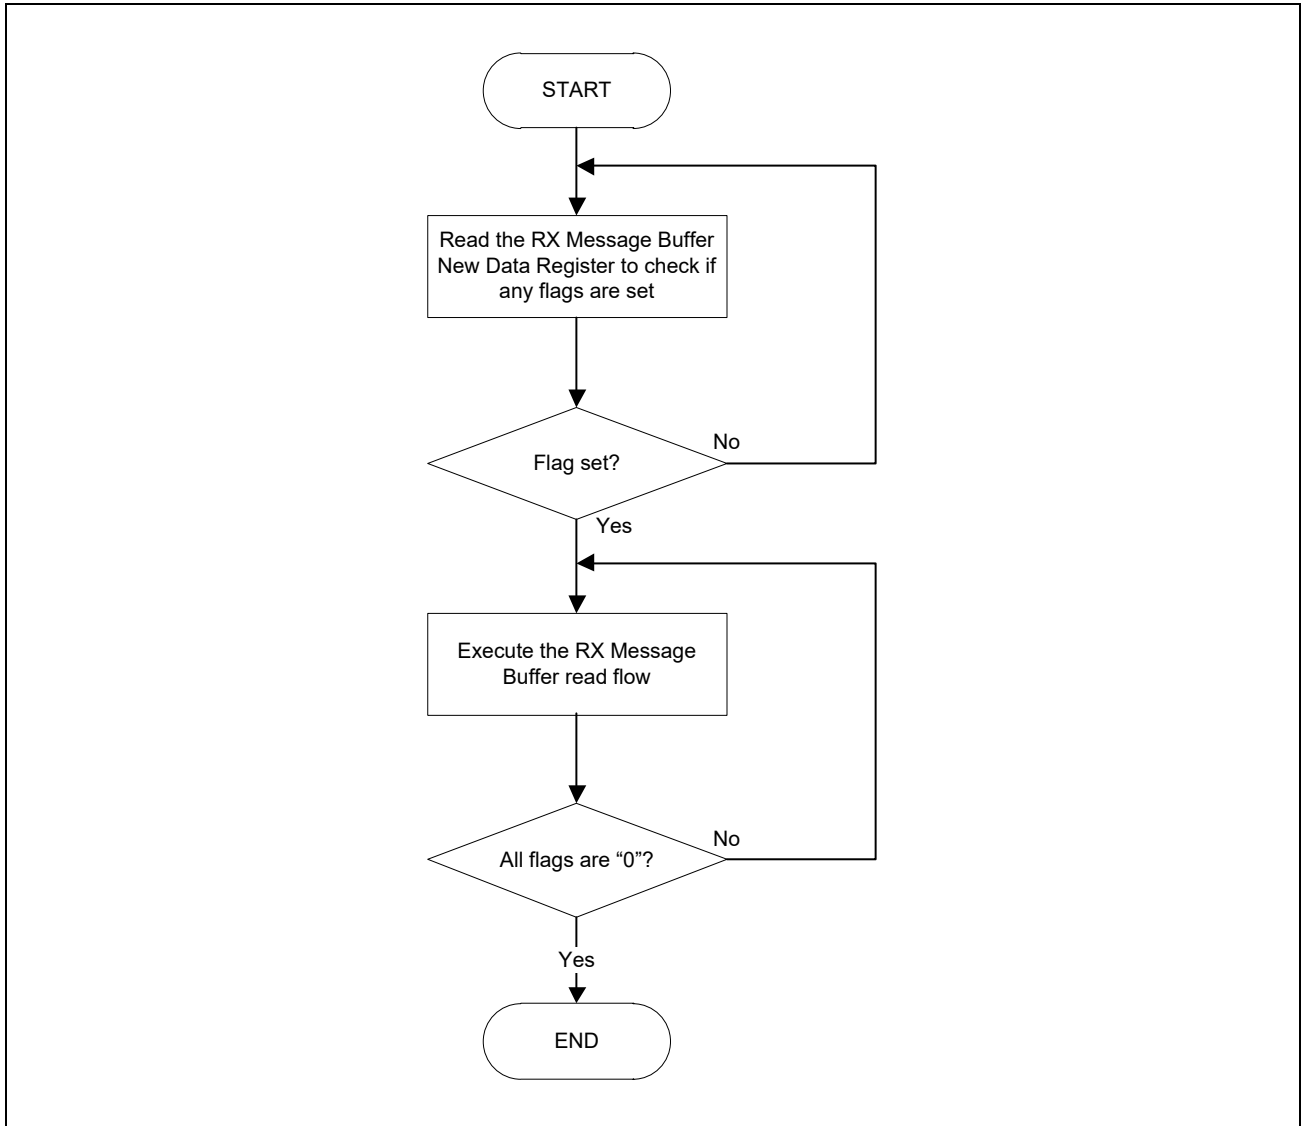 START
Read the RX Message Buffer
New Data Register to check if
any flags are set
No
Flag set?
Yes
Execute the RX Message
Buffer read flow
No
All flags are “0”?
Yes
END